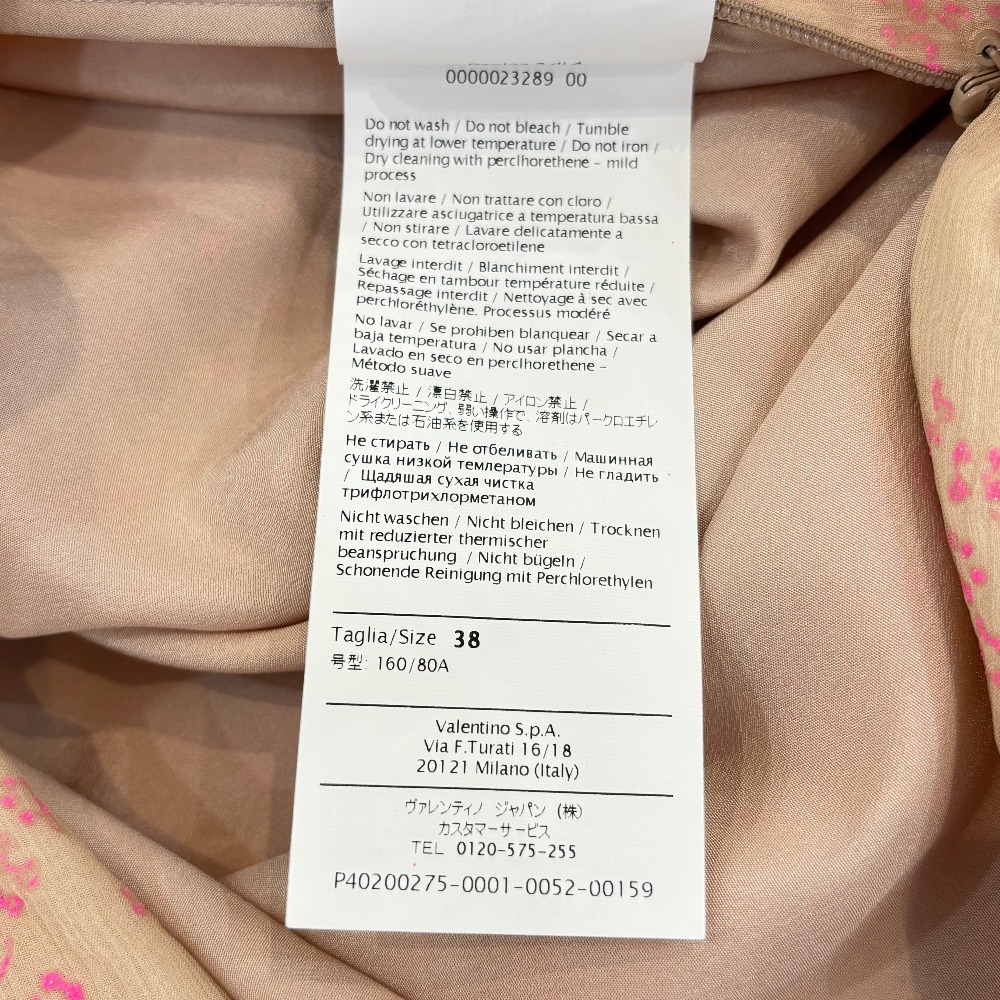 0000023289 00
Do not wash / Do not bleach / Tumble
drying at lower temperature / Do not iron /
Dry cleaning with perclhorethene – mild
process
Non lavare / Non trattare con cloro /
Utilizzare asciugatrice a temperatura bassa
/ Non stirare / Lavare delicatamente a
secco con tetracloroetilene
Lavage interdit / Blanchiment interdit /
Séchage en tambour température réduite /
Repassage interdit / Nettoyage à sec avec
perchloréthylène. Processus modéré
No lavar / Se prohiben blanquear / Secar a
baja temperatura / No usar plancha /
Lavado en seco en perclhorethene –
Método suave
洗濯禁止 / 漂白禁止 / アイロン禁止 /
ドライクリーニング、弱い操作で、溶剤はパークロエチレ
ン系または石油系を使用する
Не стирать / Не отбеливать / Машинная
сушка низкой темлературы / Не гладить
/ Щадяшая сухая чистка
трифлотрихлорметаном
Nicht waschen / Nicht bleichen / Trocknen
mit reduzierter thermischer
beanspruchung / Nicht bügeln /
Schonende Reinigung mit Perchlorethylen
Taglia/Size 38
号型: 160/80A
Valentino S.p.A.
Via F.Turati 16/18
20121 Milano (Italy)
ヴァレンティノ ジャパン (株)
カスタマーサービス
TEL 0120-575-255
P40200275-0001-0052-00159